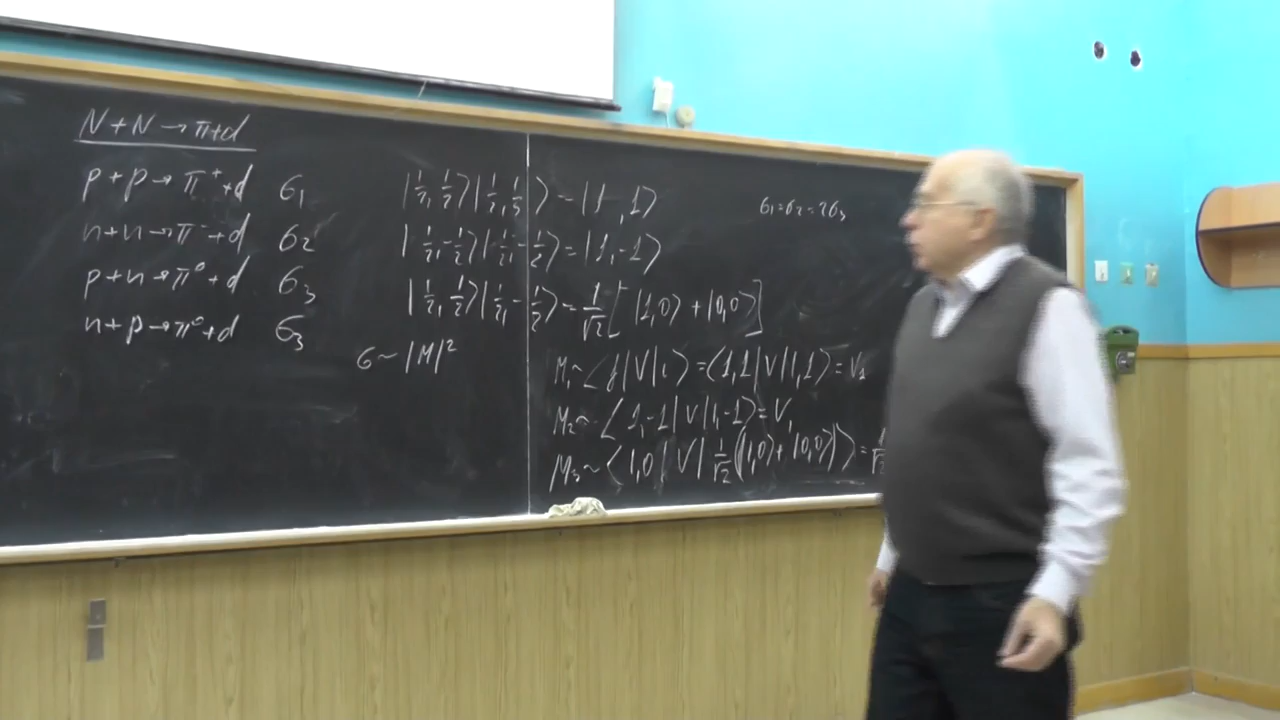 N+N→π+d
p+p→π⁺+d σ₁
n+n→π⁻+d σ₂
p+n→π⁰+d σ₃
n+p→π⁰+d σ₃
|½,½⟩|½,½⟩=|1,1⟩
|½,-½⟩|½-½⟩=|1,-1⟩
|½,½⟩|½,-½⟩=1/√2[|1,0⟩+|0,0⟩]
σ~|M|²
σ₁=σ₂=2σ₃
M₁~⟨f|V|i⟩=⟨1,1|V|1,1⟩=V₁
M₂~⟨1,-1|V|1,-1⟩=V₁
M₃~⟨1,0|V|1/√2(|1,0⟩+|0,0⟩)⟩=